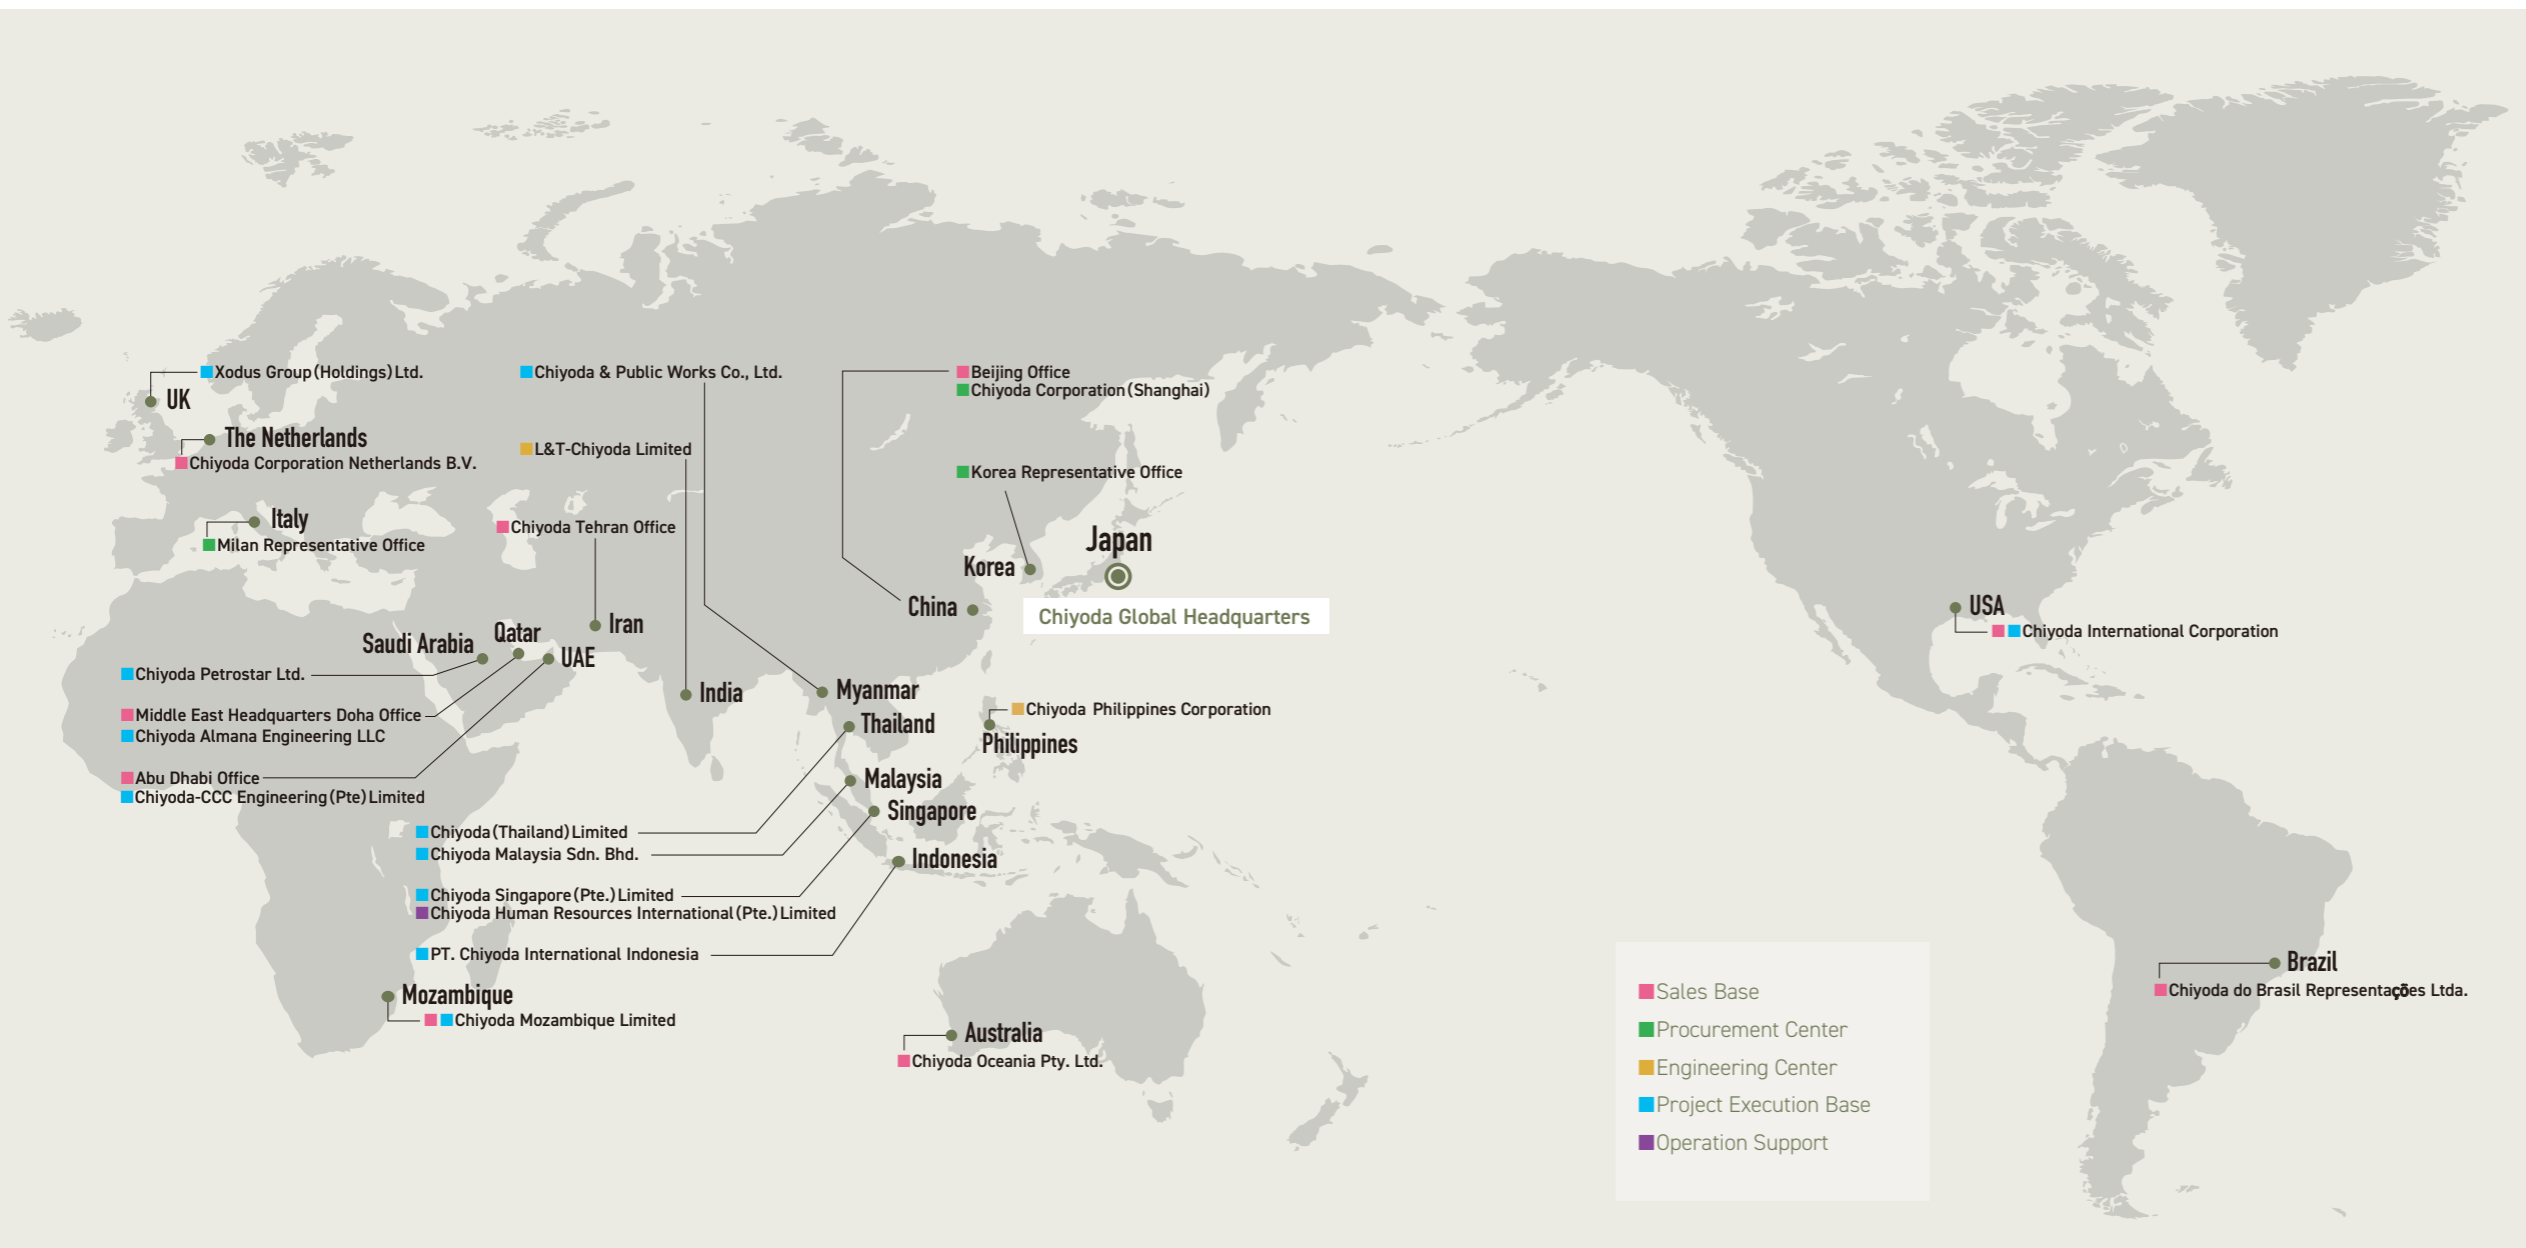 Xodus Group (Holdings) Ltd.
UK
The Netherlands
Chiyoda Corporation Netherlands B.V.
Italy
Milan Representative Office
Chiyoda & Public Works Co., Ltd.
L&T-Chiyoda Limited
Chiyoda Tehran Office
Beijing Office
Chiyoda Corporation (Shanghai)
Korea Representative Office
Japan
Chiyoda Global Headquarters
Korea
China
Iran
Qatar
Saudi Arabia
UAE
Chiyoda Petrostar Ltd.
Middle East Headquarters Doha Office
Chiyoda Almana Engineering LLC
Abu Dhabi Office
Chiyoda-CCC Engineering (Pte) Limited
India
Myanmar
Thailand
Chiyoda Philippines Corporation
Philippines
Malaysia
Singapore
Indonesia
Chiyoda (Thailand) Limited
Chiyoda Malaysia Sdn. Bhd.
Chiyoda Singapore (Pte.) Limited
Chiyoda Human Resources International (Pte.) Limited
PT. Chiyoda International Indonesia
Mozambique
Chiyoda Mozambique Limited
Australia
Chiyoda Oceania Pty. Ltd.
USA
Chiyoda International Corporation
Brazil
Chiyoda do Brasil Representações Ltda.
Sales Base
Procurement Center
Engineering Center
Project Execution Base
Operation Support